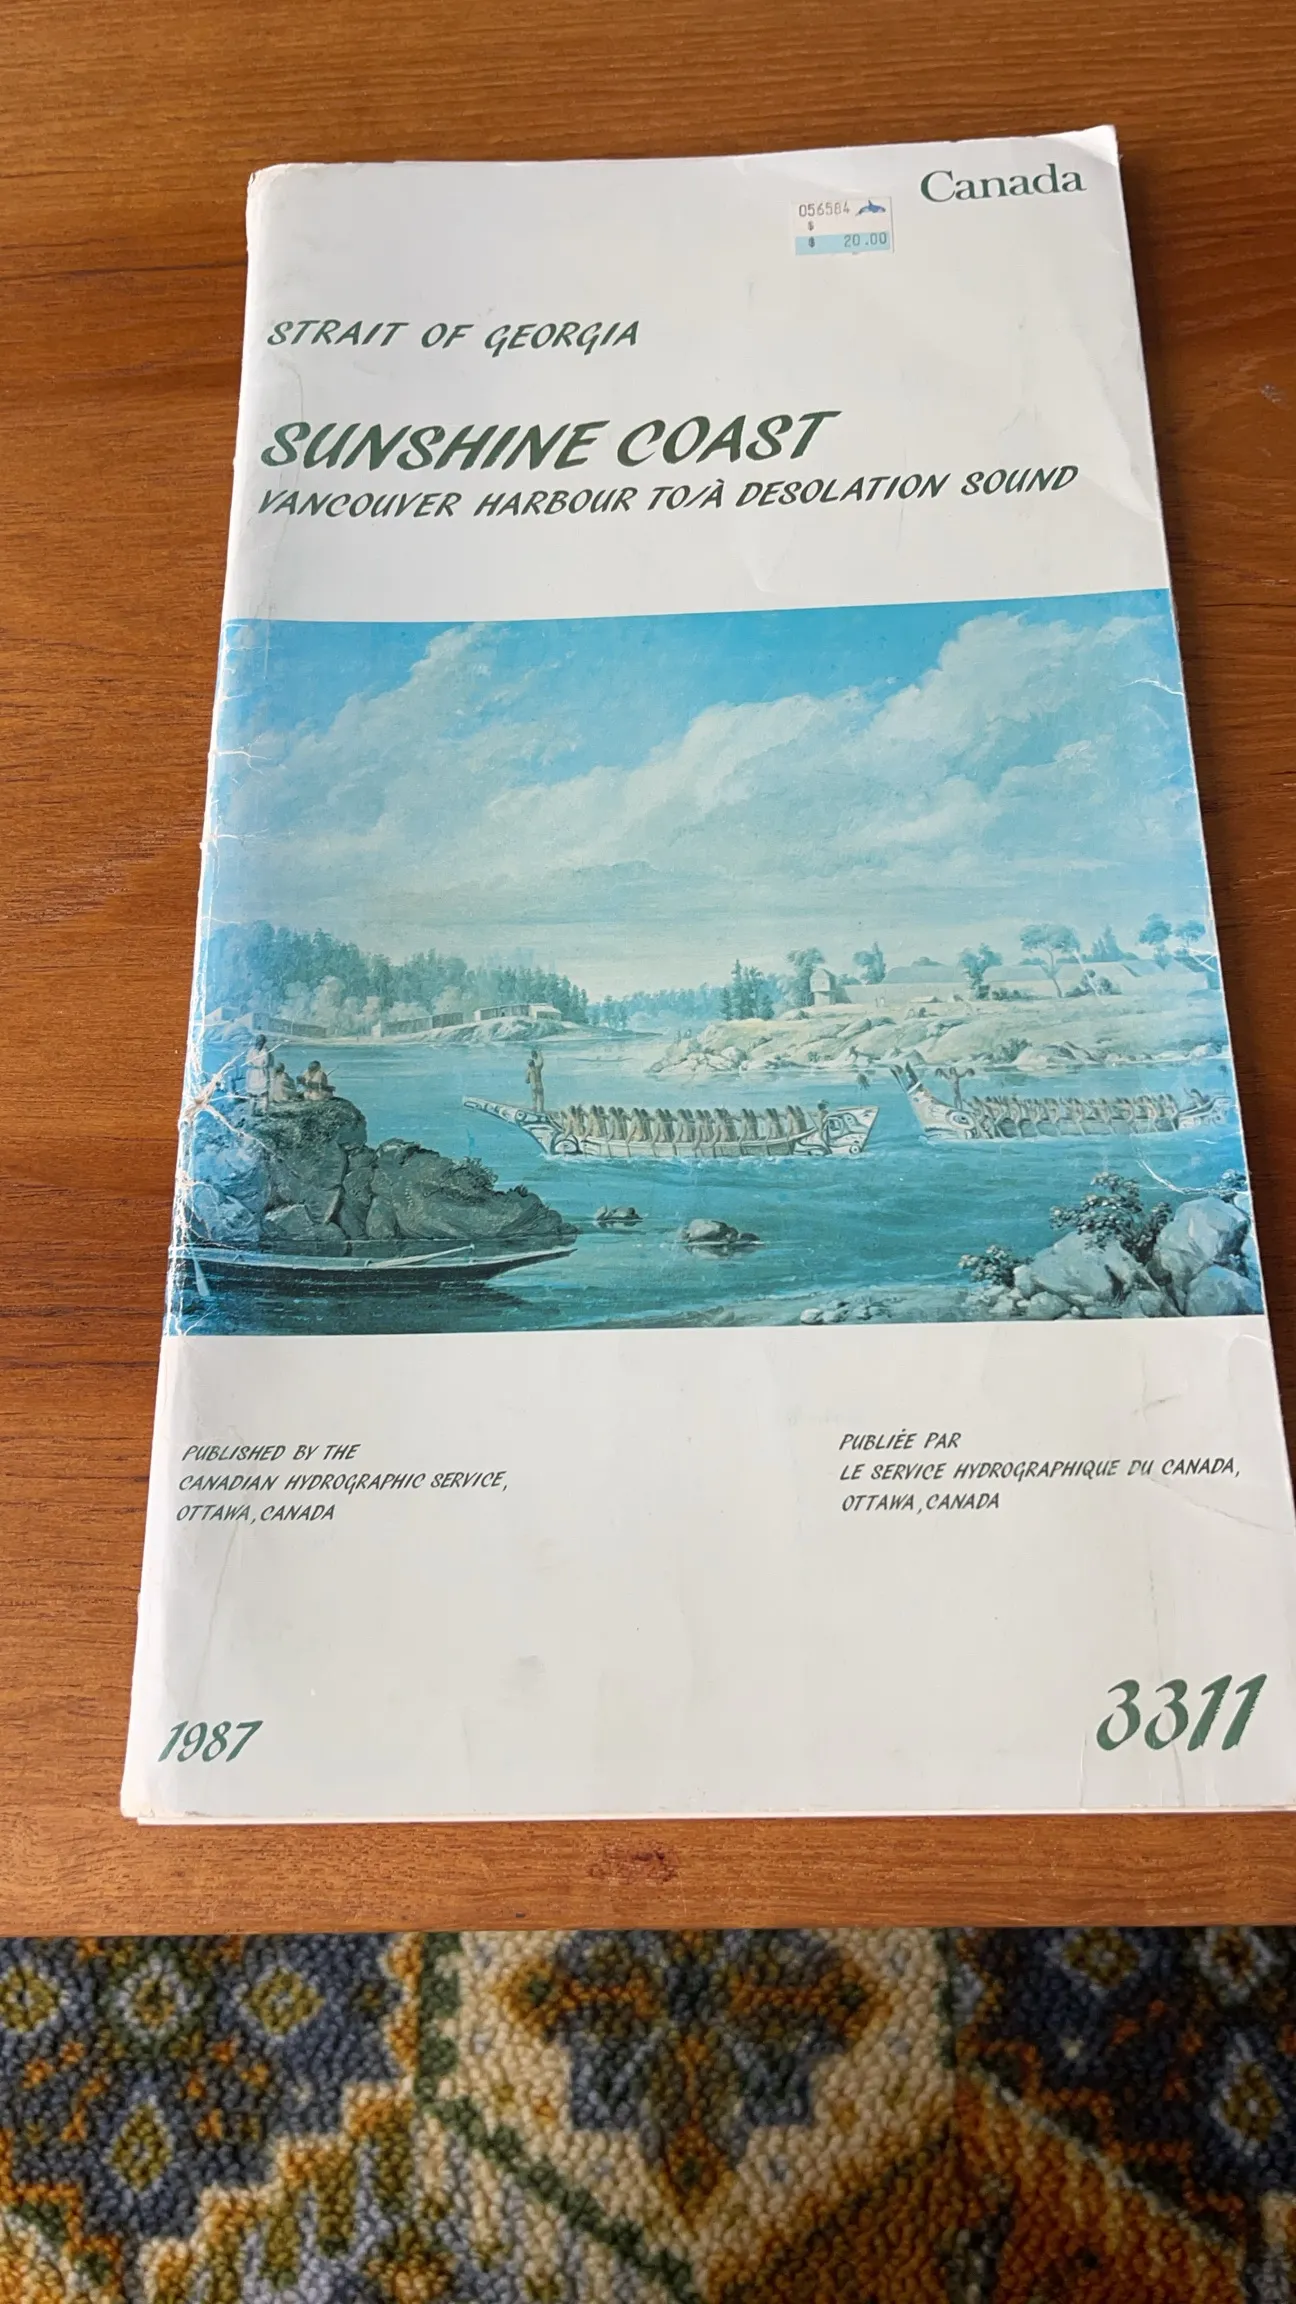 Canada
056584
$
$ 20.00
STRAIT OF GEORGIA
SUNSHINE COAST
VANCOUVER HARBOUR TO/À DESOLATION SOUND
PUBLISHED BY THE
CANADIAN HYDROGRAPHIC SERVICE,
OTTAWA, CANADA
PUBLIÉE PAR
LE SERVICE HYDROGRAPHIQUE DU CANADA,
OTTAWA, CANADA
1987
3311